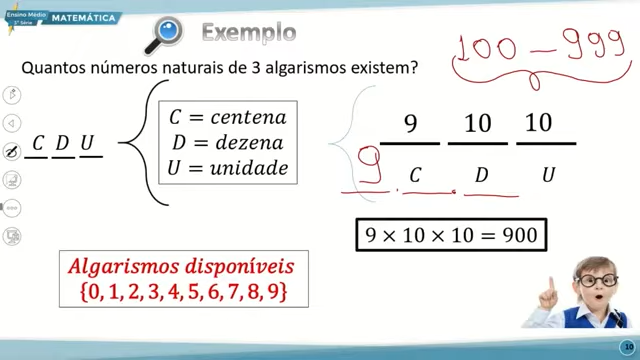 Ensino Médio
3ª Série
MATEMÁTICA
Exemplo
100 - 999
Quantos números naturais de 3 algarismos existem?
C D U
C = centena
D = dezena
U = unidade
9 10 10
9
C D U
9 × 10 × 10 = 900
Algarismos disponíveis
{0, 1, 2, 3, 4, 5, 6, 7, 8, 9}
10